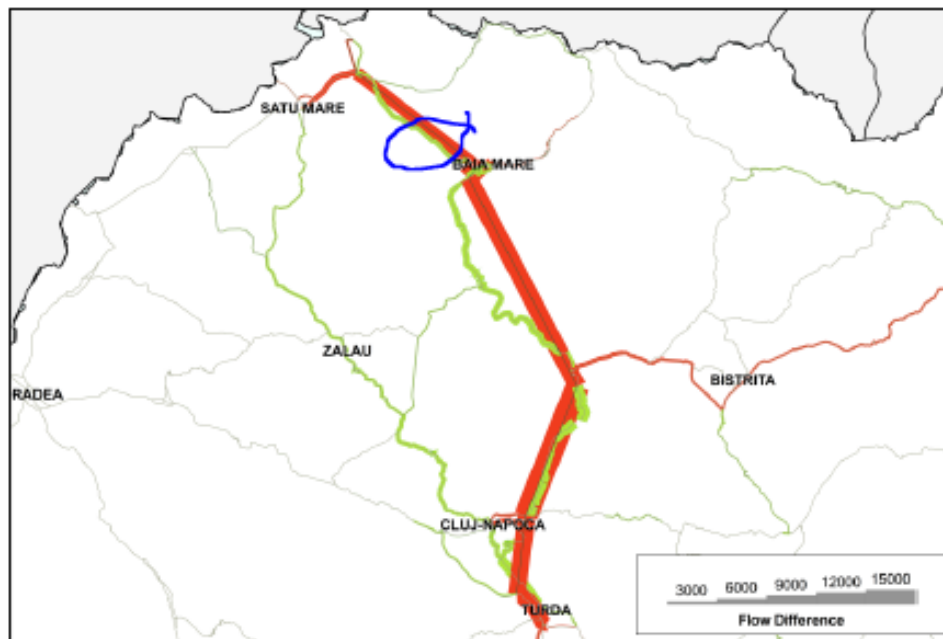 SATU MARE
BAIA MARE
ZALAU
BISTRITA
RADEA
CLUJ-NAPOCA
TURDA
3000 6000 9000 12000 15000
Flow Difference